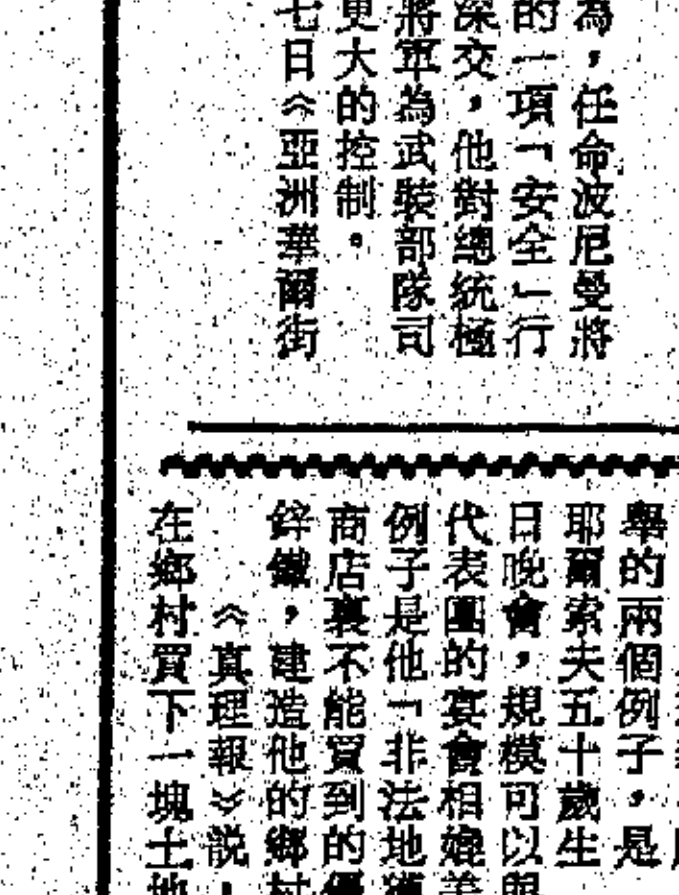 為，任命波尼曼將
的一項「安全」行
深交，他對總統極
將軍為武裝部隊司
更大的控制。
七日《亞洲華爾街
舉的兩個例子，是
耶爾索夫五十歲生
日晚會，規模可以與
代表團的宴會相媲美
例子是他「非法地獲
商店裏不能買到的優
鋅鐵，建造他的鄉村
《真理報》說，
在鄉村買下一塊土地